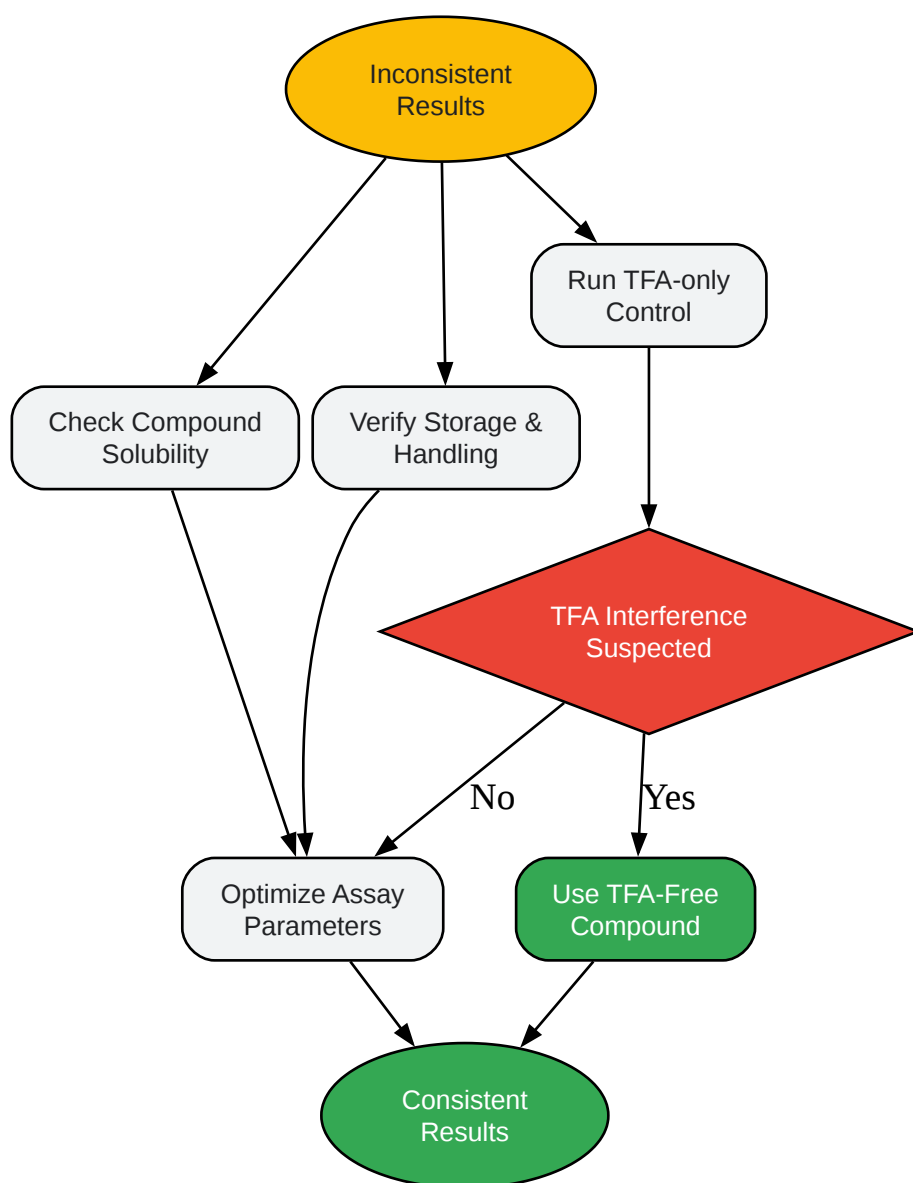 Inconsistent
Results
Run TFA-only
Control
Check Compound
Solubility
Verify Storage &
Handling
TFA Interference
Suspected
No
Yes
Optimize Assay
Parameters
Use TFA-Free
Compound
Consistent
Results